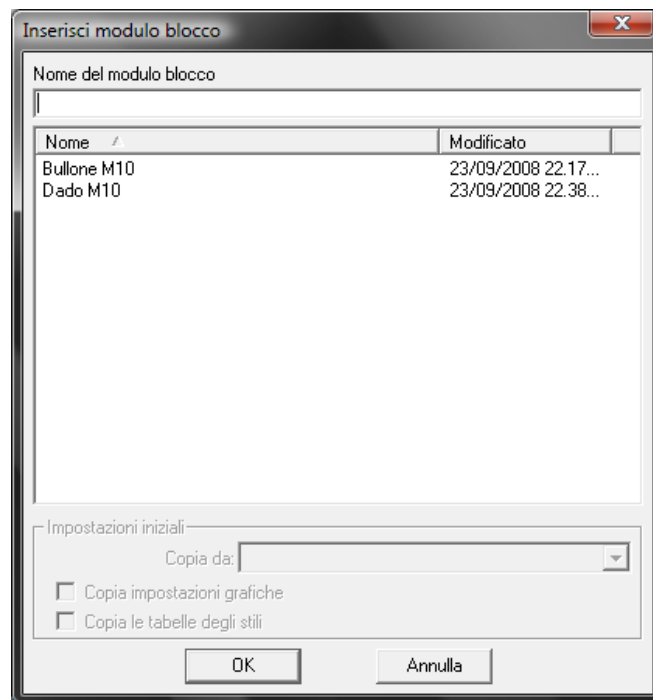 Inserisci modulo blocco
Nome del modulo blocco
Nome Modificato
Bullone M10 23/09/2008 22.17...
Dado M10 23/09/2008 22.38...
Impostazioni iniziali
Copia da:
Copia impostazioni grafiche
Copia le tabelle degli stili
OK Annulla